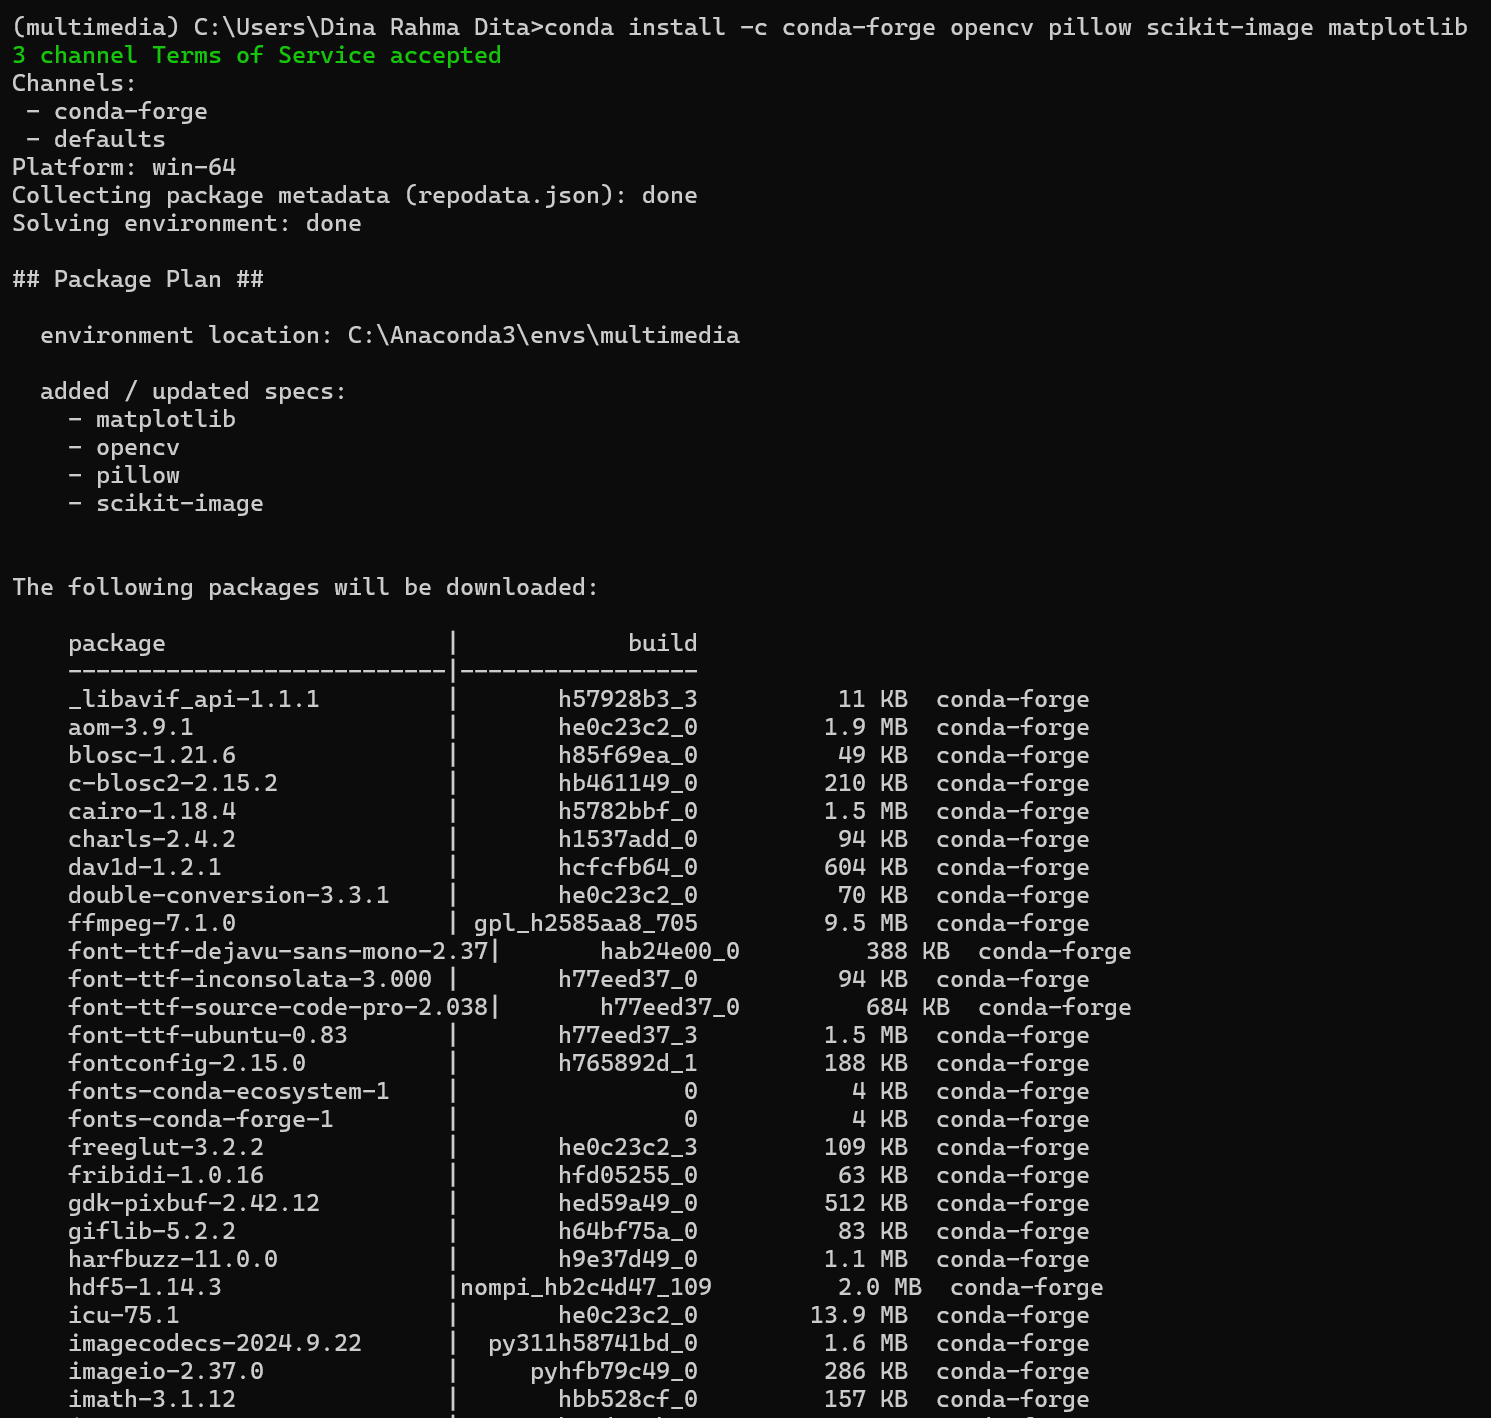 (multimedia) C:\Users\Dina Rahma Dita>conda install -c conda-forge opencv pillow scikit-image matplotlib
3 channel Terms of Service accepted
Channels:
 - conda-forge
 - defaults
Platform: win-64
Collecting package metadata (repodata.json): done
Solving environment: done

## Package Plan ##

  environment location: C:\Anaconda3\envs\multimedia

  added / updated specs:
    - matplotlib
    - opencv
    - pillow
    - scikit-image


The following packages will be downloaded:

    package                    |            build
    ---------------------------|-----------------
    _libavif_api-1.1.1         |       h57928b3_3          11 KB  conda-forge
    aom-3.9.1                  |       he0c23c2_0         1.9 MB  conda-forge
    blosc-1.21.6               |       h85f69ea_0          49 KB  conda-forge
    c-blosc2-2.15.2            |       hb461149_0         210 KB  conda-forge
    cairo-1.18.4               |       h5782bbf_0         1.5 MB  conda-forge
    charls-2.4.2               |       h1537add_0          94 KB  conda-forge
    dav1d-1.2.1                |       hcfcfb64_0         604 KB  conda-forge
    double-conversion-3.3.1    |       he0c23c2_0          70 KB  conda-forge
    ffmpeg-7.1.0               | gpl_h2585aa8_705         9.5 MB  conda-forge
    font-ttf-dejavu-sans-mono-2.37|       hab24e00_0         388 KB  conda-forge
    font-ttf-inconsolata-3.000 |       h77eed37_0          94 KB  conda-forge
    font-ttf-source-code-pro-2.038|       h77eed37_0         684 KB  conda-forge
    font-ttf-ubuntu-0.83       |       h77eed37_3         1.5 MB  conda-forge
    fontconfig-2.15.0          |       h765892d_1         188 KB  conda-forge
    fonts-conda-ecosystem-1    |                0           4 KB  conda-forge
    fonts-conda-forge-1        |                0           4 KB  conda-forge
    freeglut-3.2.2             |       he0c23c2_3         109 KB  conda-forge
    fribidi-1.0.16             |       hfd05255_0          63 KB  conda-forge
    gdk-pixbuf-2.42.12         |       hed59a49_0         512 KB  conda-forge
    giflib-5.2.2               |       h64bf75a_0          83 KB  conda-forge
    harfbuzz-11.0.0            |       h9e37d49_0         1.1 MB  conda-forge
    hdf5-1.14.3                |nompi_hb2c4d47_109         2.0 MB  conda-forge
    icu-75.1                   |       he0c23c2_0        13.9 MB  conda-forge
    imagecodecs-2024.9.22      |  py311h58741bd_0         1.6 MB  conda-forge
    imageio-2.37.0             |     pyhfb79c49_0         286 KB  conda-forge
    imath-3.1.12               |       hbb528cf_0         157 KB  conda-forge